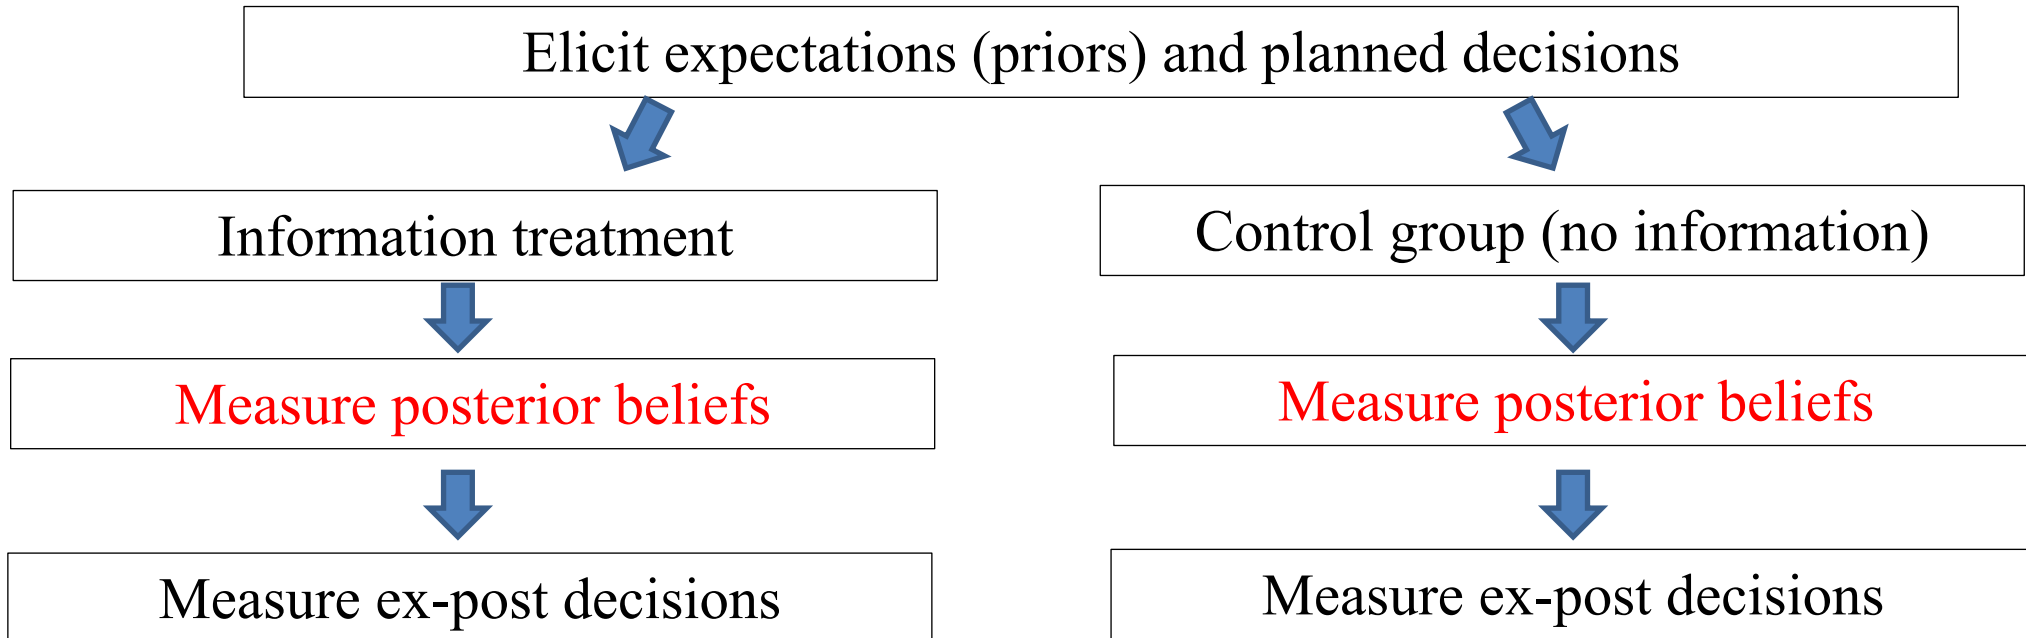 Elicit expectations (priors) and planned decisions
Information treatment
Control group (no information)
Measure posterior beliefs
Measure posterior beliefs
Measure ex-post decisions
Measure ex-post decisions